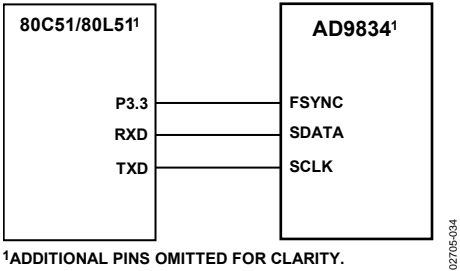 80C51/80L51¹
AD9834¹
P3.3
FSYNC
RXD
SDATA
TXD
SCLK
¹ADDITIONAL PINS OMITTED FOR CLARITY.
02705-034